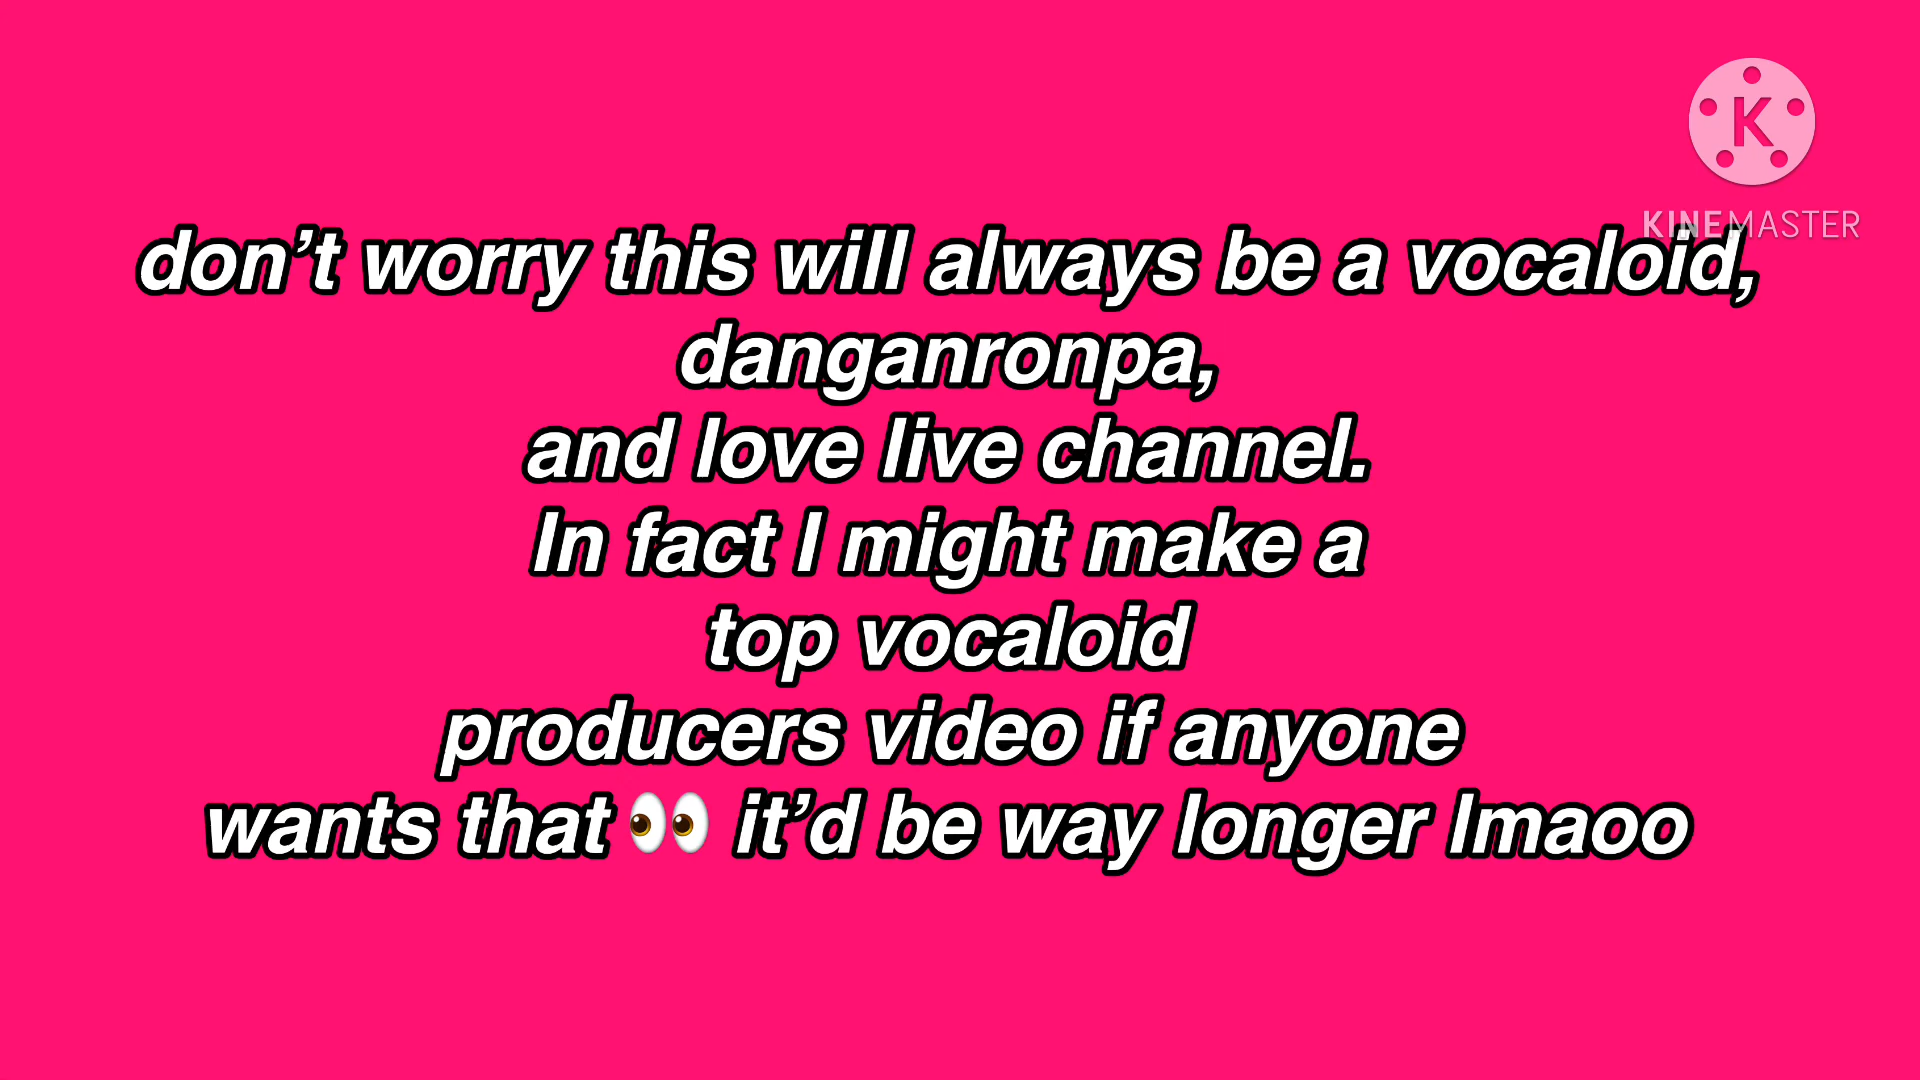 K
KINEMASTER
don’t worry this will always be a vocaloid,
danganronpa,
and love live channel.
In fact I might make a
top vocaloid
producers video if anyone
wants that 👀 it’d be way longer lmaoo